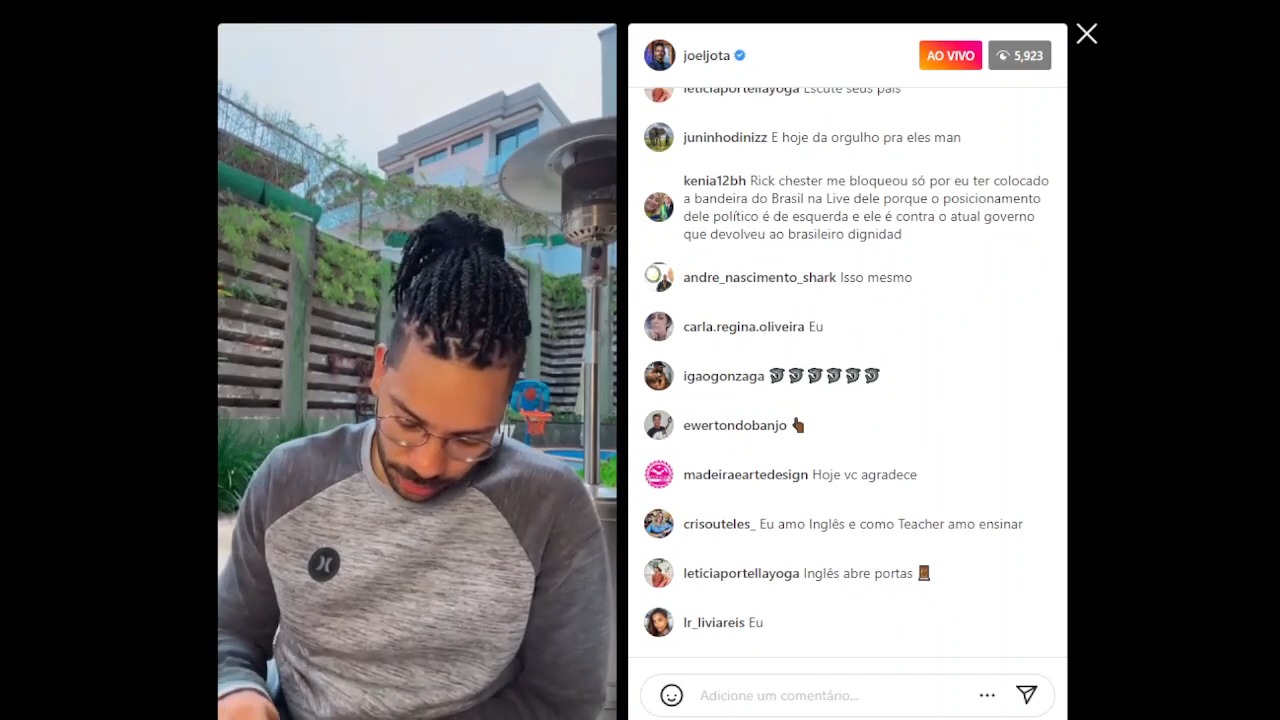 joeljota
AO VIVO
5,923
leticiaportellayoga Escute seus pais
juninhodinizz E hoje da orgulho pra eles man
kenia12bh Rick chester me bloqueou só por eu ter colocado
a bandeira do Brasil na Live dele porque o posicionamento
dele político é de esquerda e ele é contra o atual governo
que devolveu ao brasileiro dignidad
andre_nascimento_shark Isso mesmo
carla.regina.oliveira Eu
igaogonzaga
ewertondobanjo
madeiraeartedesign Hoje vc agradece
crisouteles_ Eu amo Inglês e como Teacher amo ensinar
leticiaportellayoga Inglês abre portas
lr_liviareis Eu
Adicione um comentário...